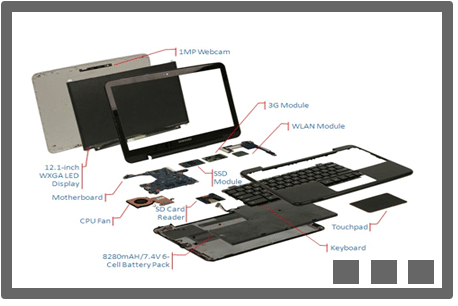 1MP Webcam
3G Module
WLAN Module
12.1-inch
WXGA LED
Display
SSD
Module
Motherboard
SD Card
Reader
CPU Fan
Touchpad
Keyboard
8280mAH/7.4V 6-
Cell Battery Pack